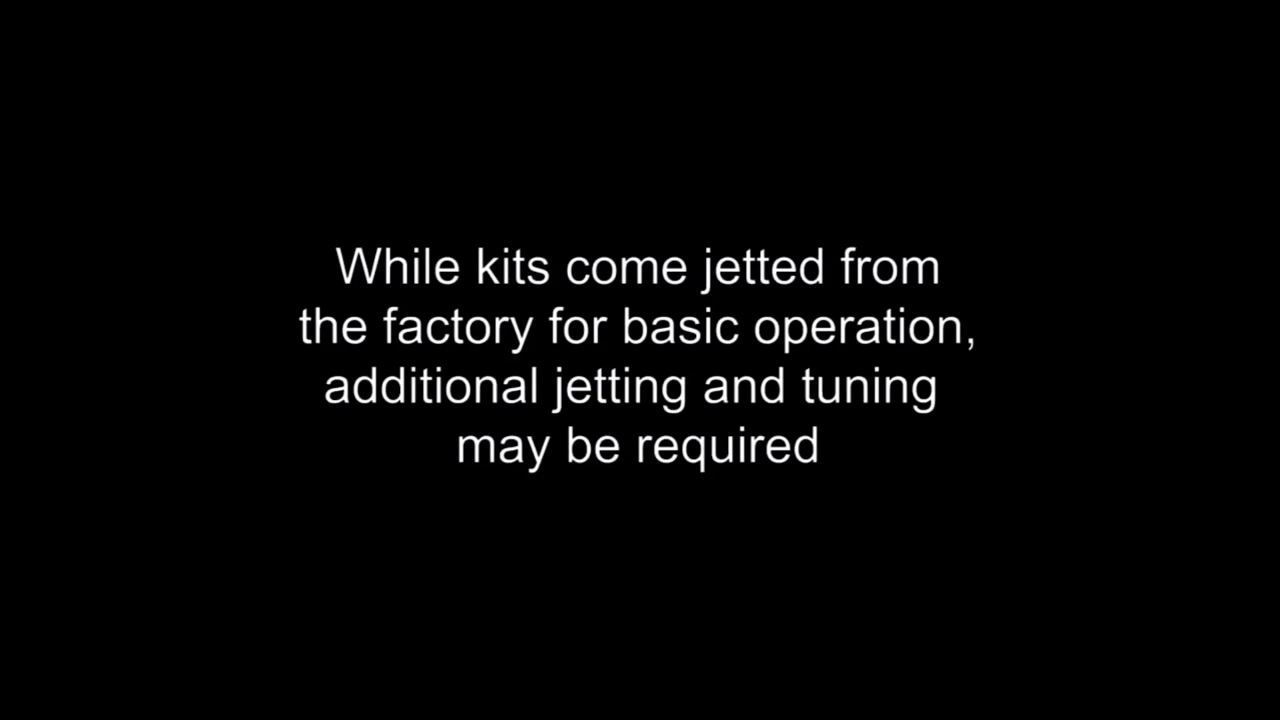 While kits come jetted from
the factory for basic operation,
additional jetting and tuning
may be required